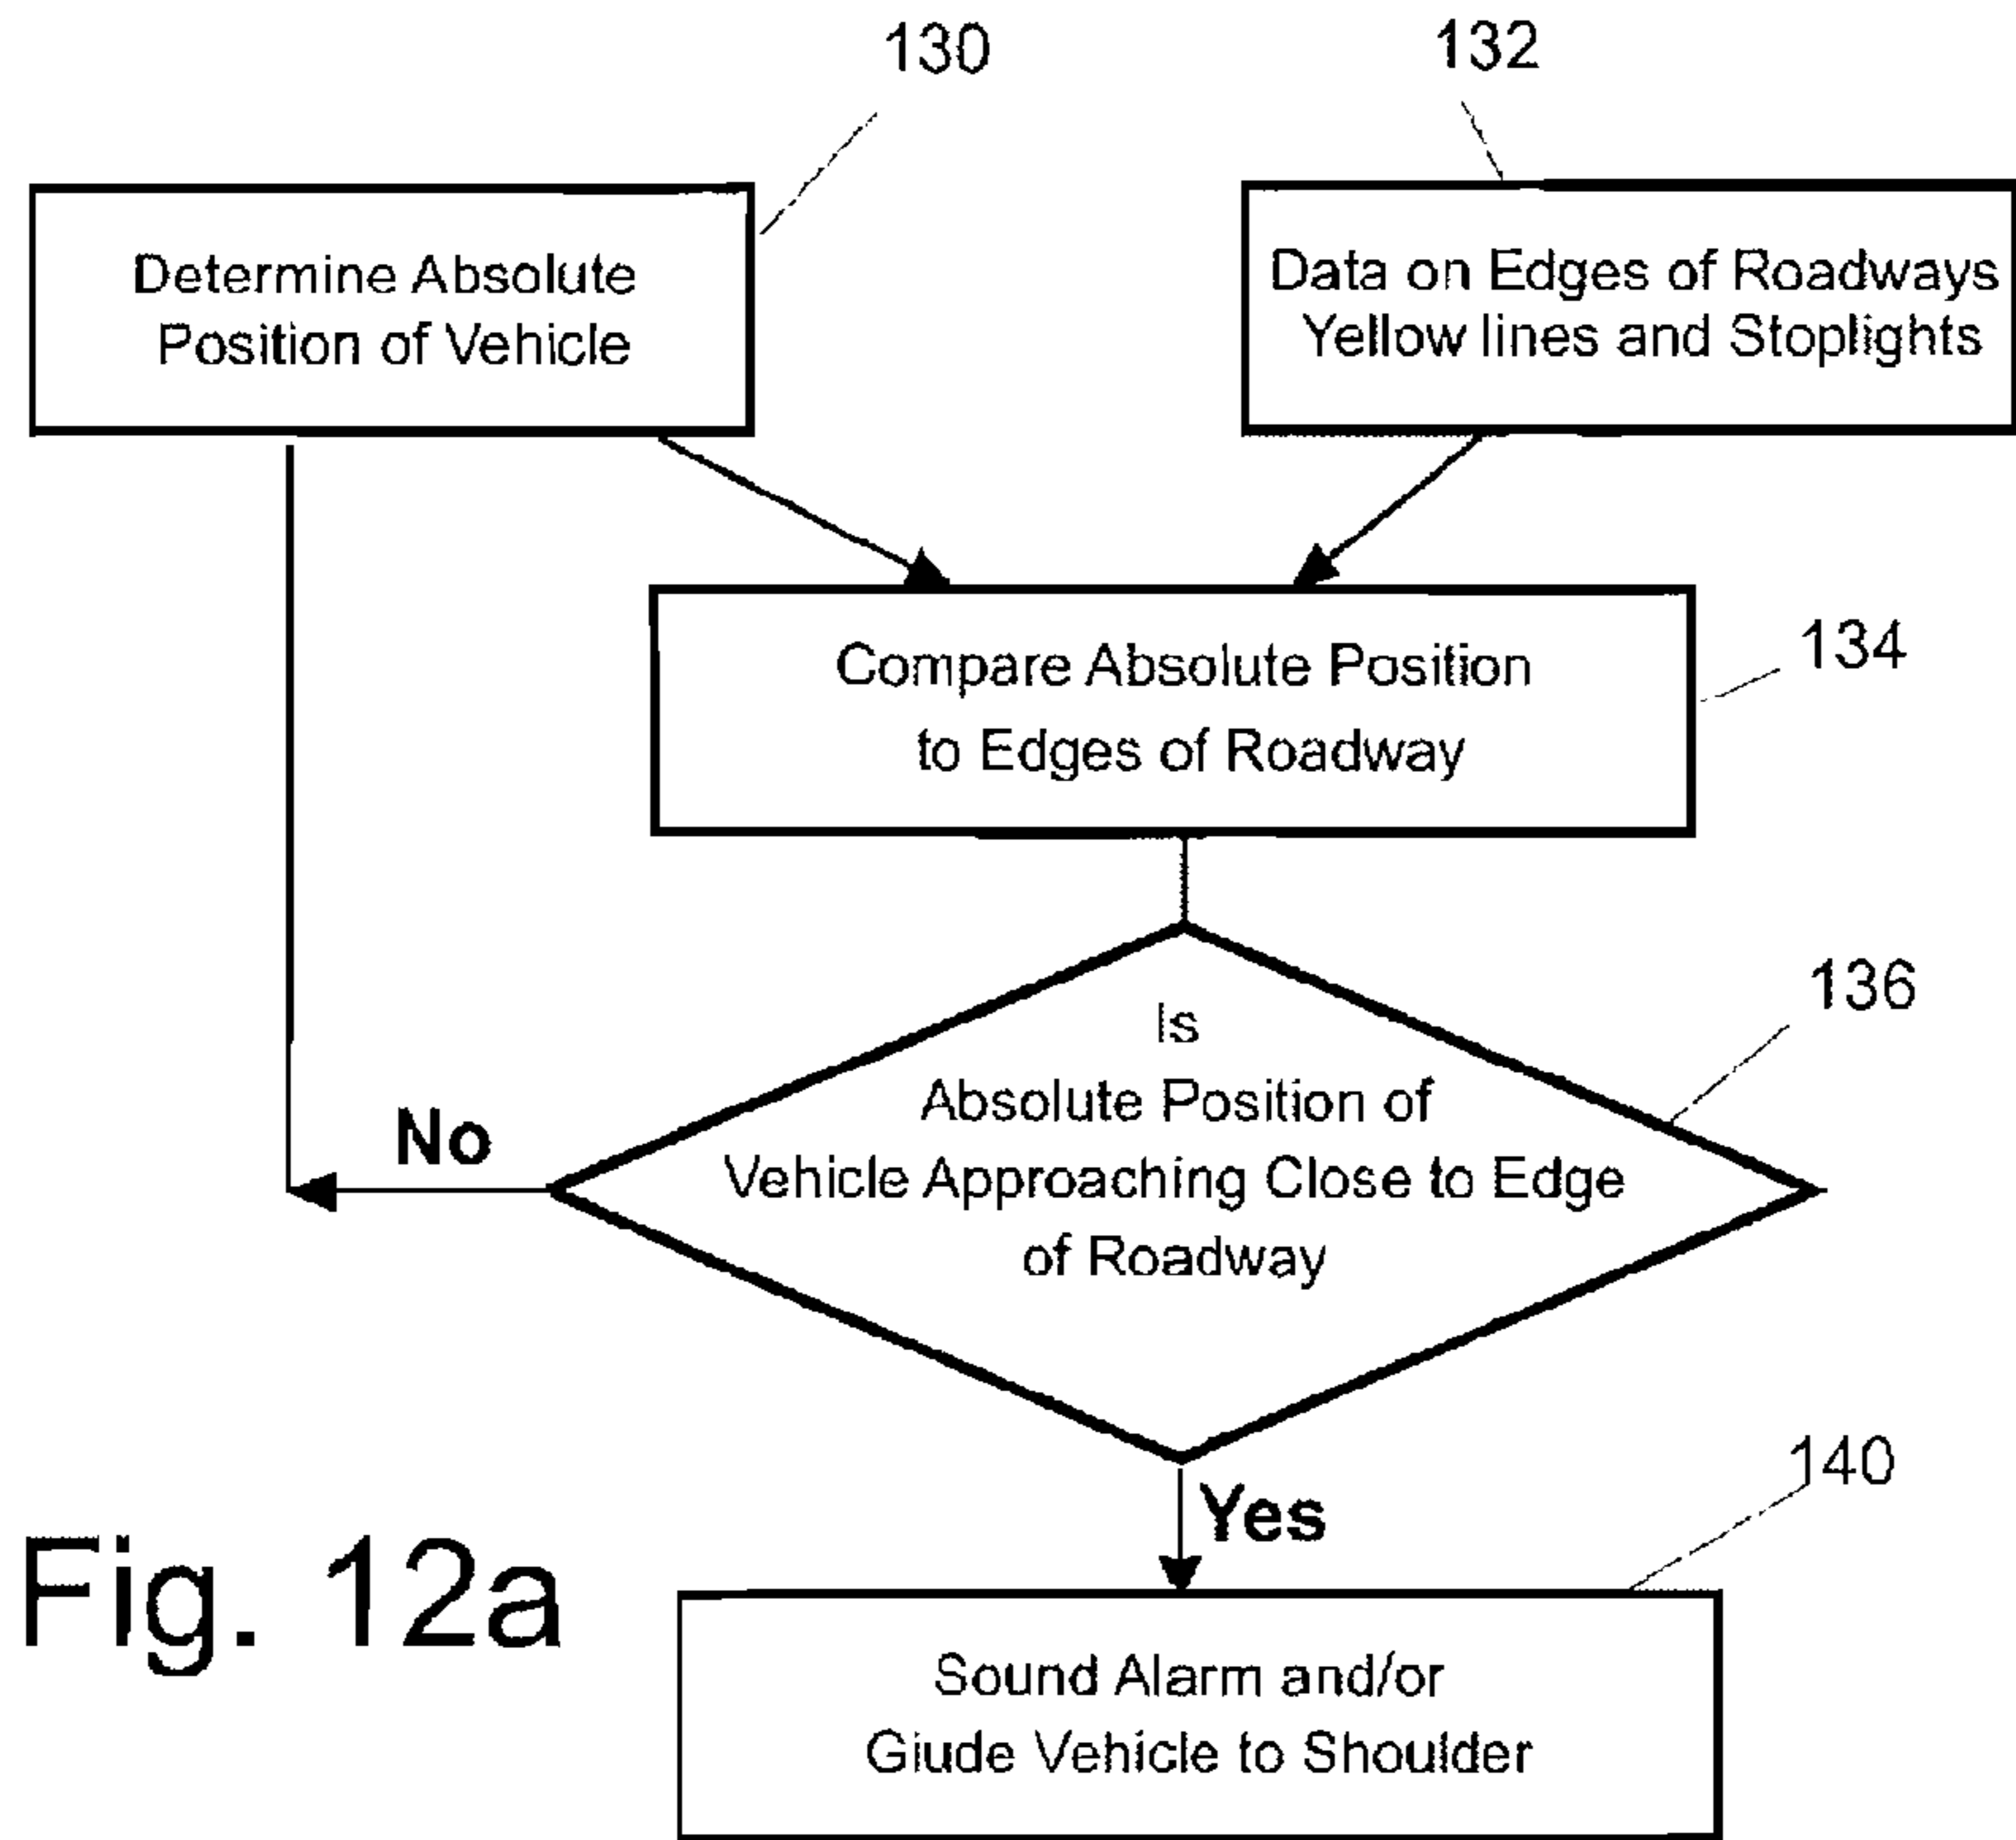 130
132
Determine Absolute
Position of Vehicle
Data on Edges of Roadways
Yellow lines and Stoplights
Compare Absolute Position
to Edges of Roadway
134
Is
Absolute Position of
Vehicle Approaching Close to Edge
of Roadway
136
No
Yes
140
Sound Alarm and/or
Giude Vehicle to Shoulder
Fig. 12a